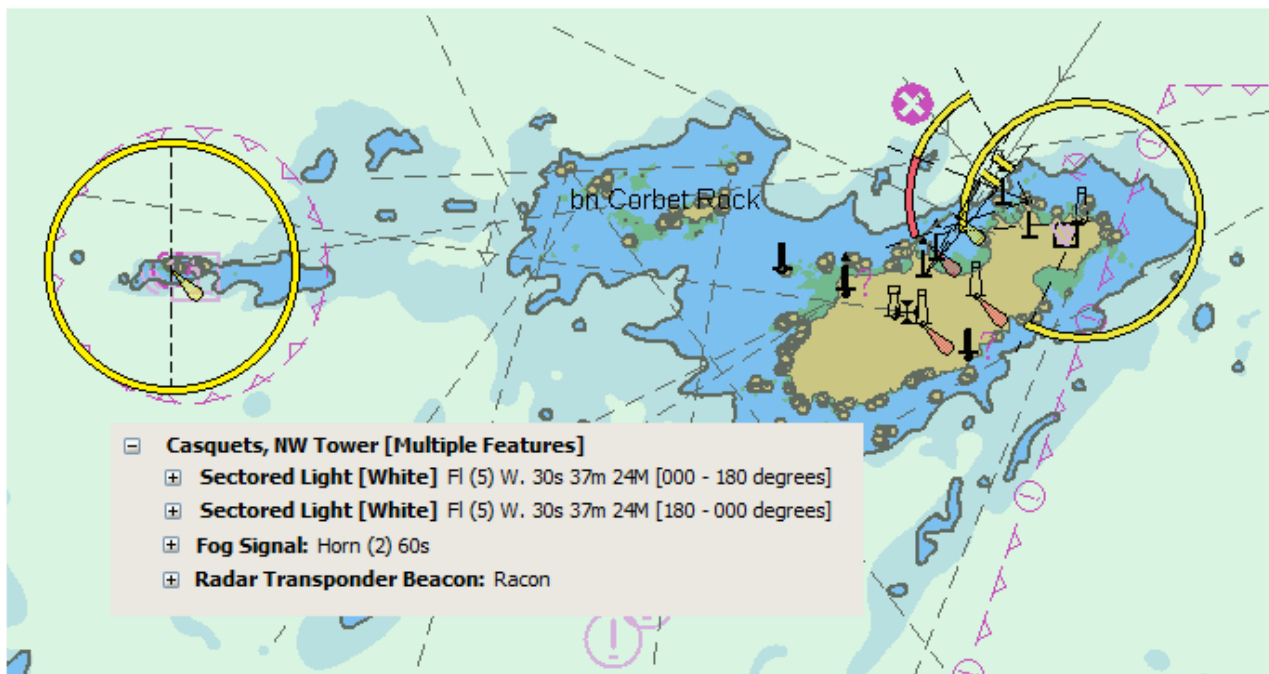 bn Corbet Rock
Casquets, NW Tower [Multiple Features]
Sectored Light [White] Fl (5) W. 30s 37m 24M [000 - 180 degrees]
Sectored Light [White] Fl (5) W. 30s 37m 24M [180 - 000 degrees]
Fog Signal: Horn (2) 60s
Radar Transponder Beacon: Racon